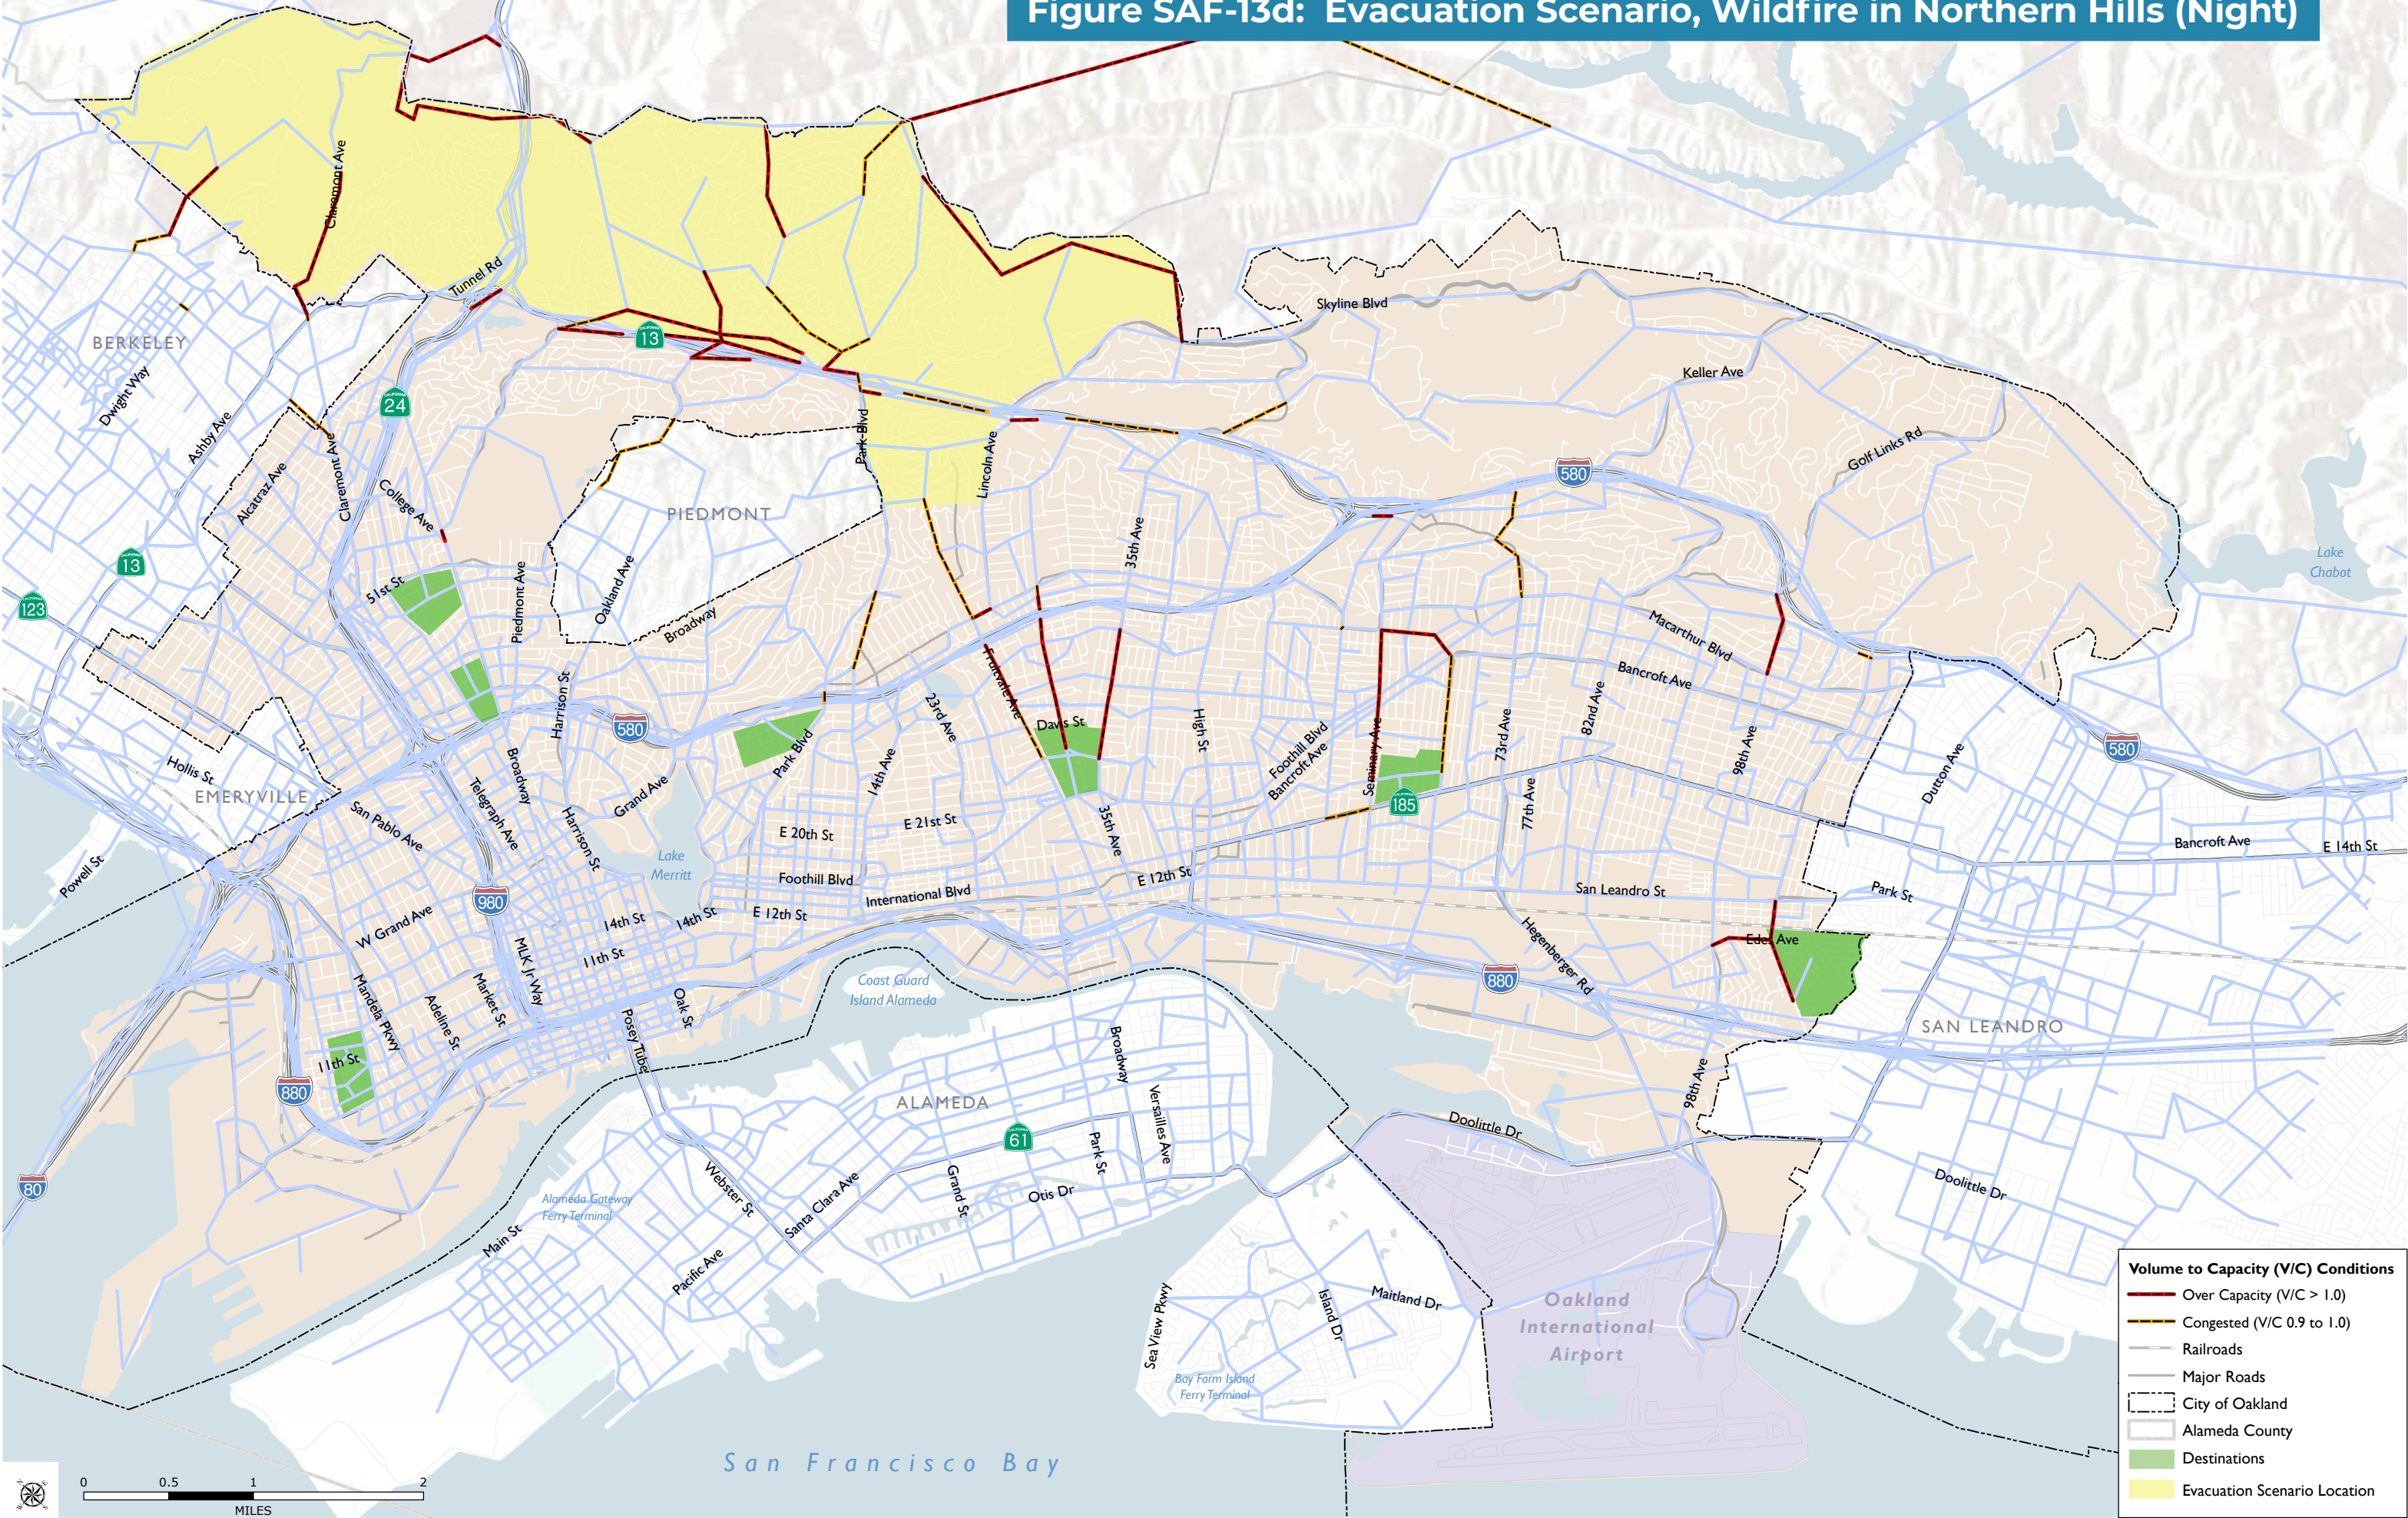 Figure SAF-13d: Evacuation Scenario, Wildfire in Northern Hills (Night)
Claremont Ave
Tunnel Rd
Skyline Blvd
BERKELEY
CALIFORNIA
13
Keller Ave
Dwight Way
CALIFORNIA
24
Ashby Ave
Claremont Ave
Park Blvd
Lincoln Ave
Golf Links Rd
Alcatraz Ave
College Ave
580
PIEDMONT
35th Ave
CALIFORNIA
13
Lake
Chabot
51st St
Piedmont Ave
Oakland Ave
123
Broadway
Macarthur Blvd
Bancroft Ave
Fruitvale Ave
Harrison St
580
23rd Ave
Davis St
High St
Foothill Blvd
Bancroft Ave
Seminary Ave
73rd Ave
82nd Ave
98th Ave
580
Hollis St
EMERYVILLE
Broadway
Park Blvd
14th Ave
Dutton Ave
San Pablo Ave
Telegraph Ave
Grand Ave
Harrison St
E 20th St
E 21st St
35th Ave
CALIFORNIA
185
77th Ave
Bancroft Ave
E 14th St
Powell St
Lake
Merritt
Foothill Blvd
International Blvd
E 12th St
San Leandro St
Park St
980
W Grand Ave
14th St
14th St
E 12th St
11th St
Edes Ave
MLK Jr Way
Hegenberger Rd
880
Mandela Pkwy
Adeline St
Market St
Oak St
Coast Guard
Island Alameda
SAN LEANDRO
Posey Tube
Broadway
11th St
880
98th Ave
ALAMEDA
Versailles Ave
Doolittle Dr
CALIFORNIA
61
Park St
80
Webster St
Grand St
Otis Dr
Doolittle Dr
Alameda Gateway
Ferry Terminal
Santa Clara Ave
Main St
Pacific Ave
Sea View Pkwy
Island Dr
Maitland Dr
Oakland
International
Airport
Bay Farm Island
Ferry Terminal
San Francisco Bay
Volume to Capacity (V/C) Conditions
Over Capacity (V/C > 1.0)
Congested (V/C 0.9 to 1.0)
Railroads
Major Roads
City of Oakland
Alameda County
Destinations
Evacuation Scenario Location
0 0.5 1 2
MILES